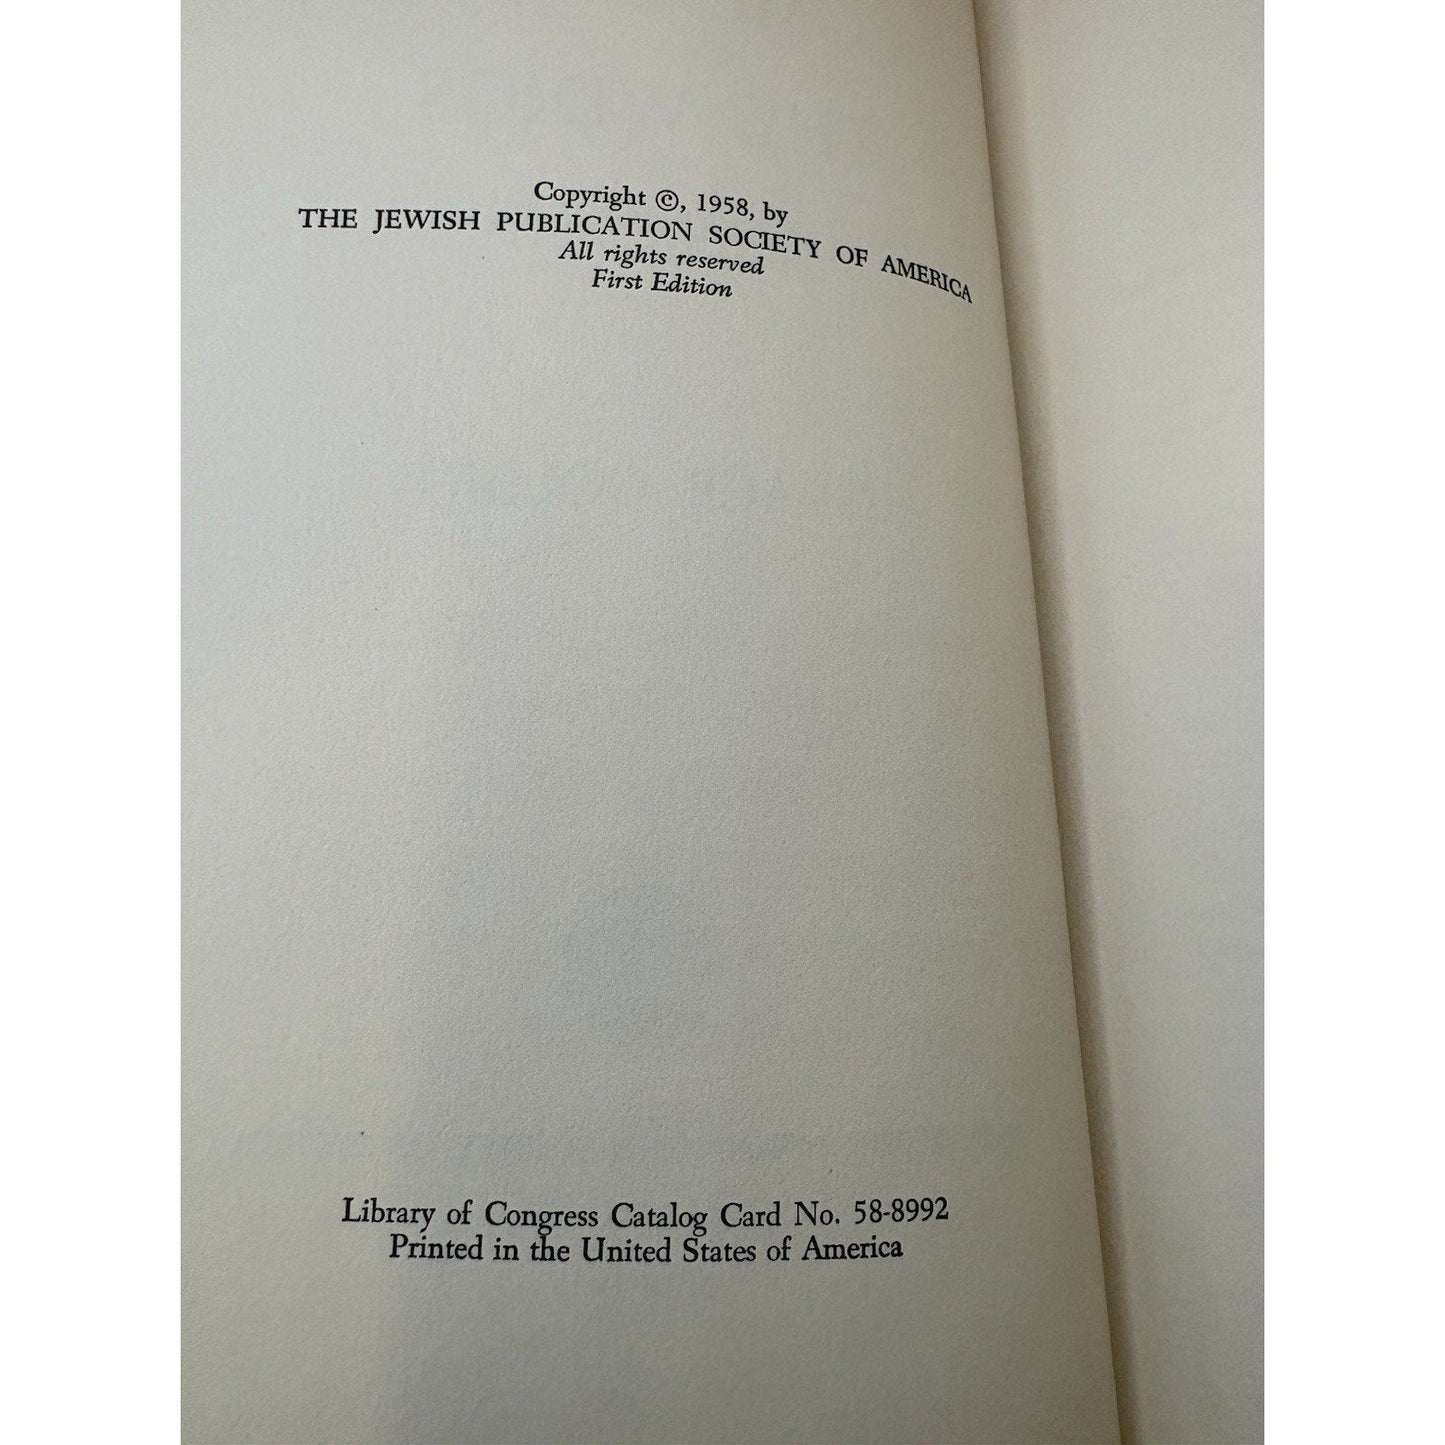 Copyright ©, 1958, by
THE JEWISH PUBLICATION SOCIETY OF AMERICA
All rights reserved
First Edition
Library of Congress Catalog Card No. 58-8992
Printed in the United States of America